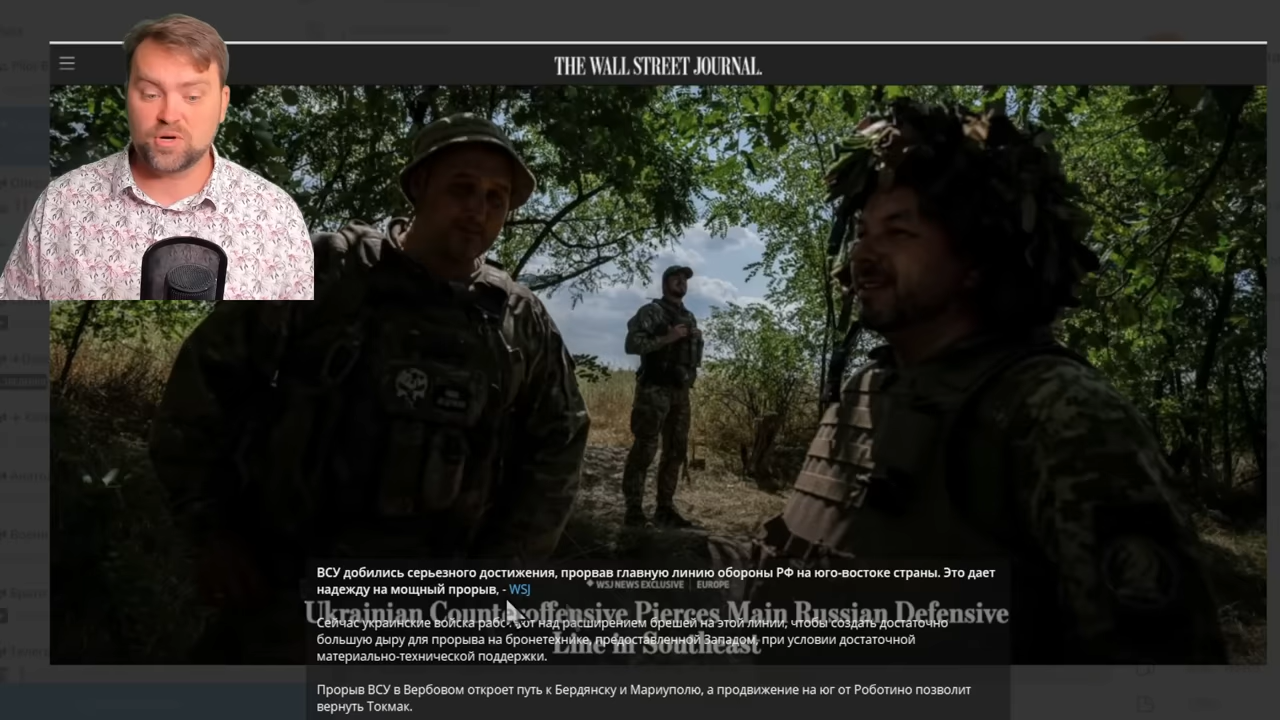 THE WALL STREET JOURNAL.
ВСУ добились серьезного достижения, прорвав главную линию обороны РФ на юго-востоке страны. Это дает
надежду на мощный прорыв, - WSJ
WSJ NEWS EXCLUSIVE | EUROPE
Ukrainian Counteroffensive Pierces Main Russian Defensive
Line in Southeast
Сейчас украинские войска работают над расширением брешей на этой линии, чтобы создать достаточно
большую дыру для прорыва на бронетехнике, предоставленной Западом, при условии достаточной
материально-технической поддержки.
Прорыв ВСУ в Вербовом откроет путь к Бердянску и Мариуполю, а продвижение на юг от Роботино позволит
вернуть Токмак.